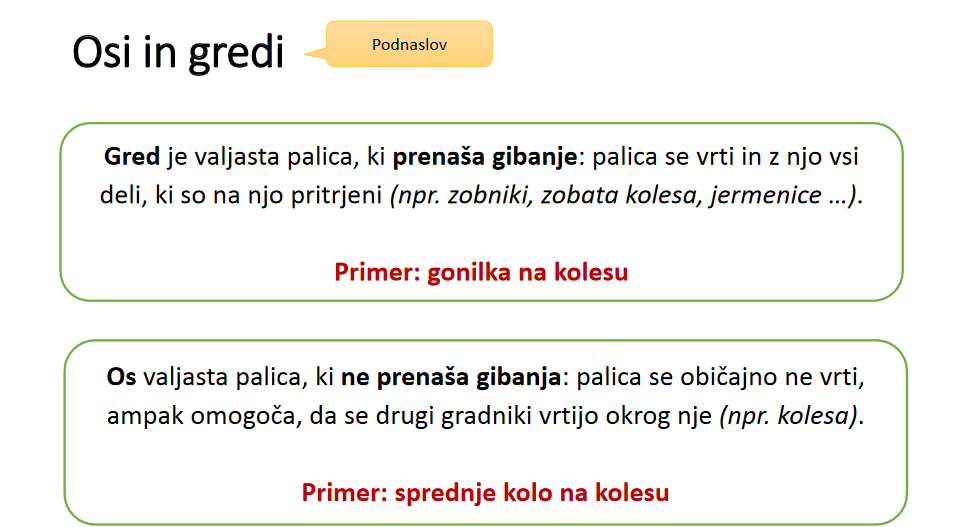 Osi in gredi
Podnaslov
Gred je valjasta palica, ki prenaša gibanje: palica se vrti in z njo vsi
deli, ki so na njo pritrjeni (npr. zobniki, zobata kolesa, jermenice …).
Primer: gonilka na kolesu
Os valjasta palica, ki ne prenaša gibanja: palica se običajno ne vrti,
ampak omogoča, da se drugi gradniki vrtijo okrog nje (npr. kolesa).
Primer: sprednje kolo na kolesu